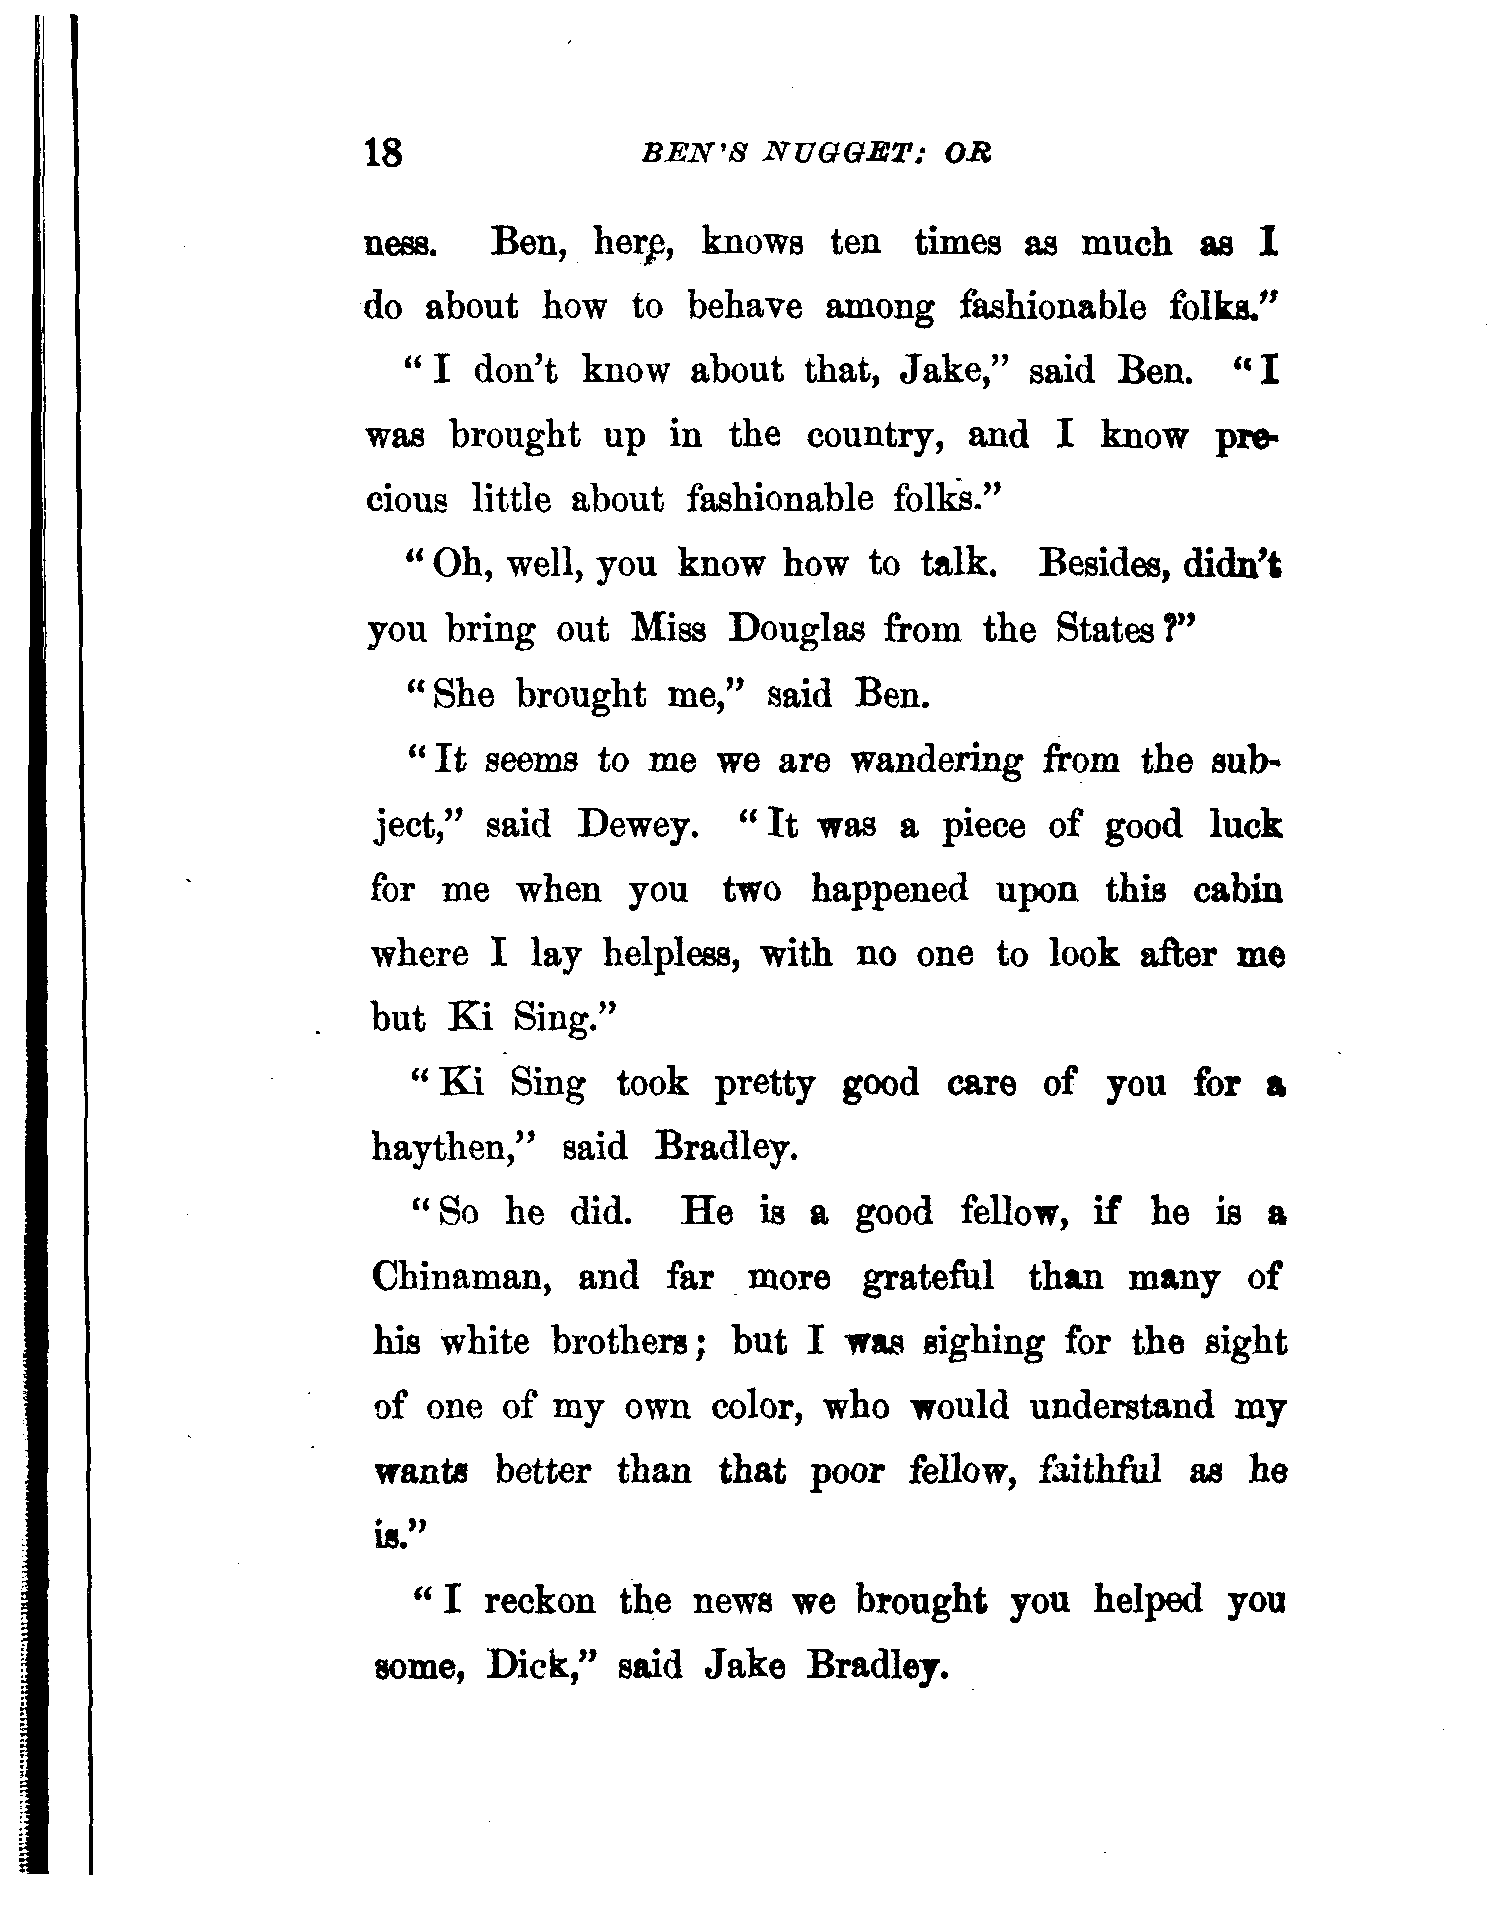 18 BEN'S NUGGET; OR
ness. Ben, here, knows ten times as much as I
do about how to behave among fashionable folks."
"I don't know about that, Jake," said Ben. "I
was brought up in the country, and I know pre-
cious little about fashionable folks."
"Oh, well, you know how to talk. Besides, didn't
you bring out Miss Douglas from the States?"
"She brought me," said Ben.
"It seems to me we are wandering from the sub-
ject," said Dewey. "It was a piece of good luck
for me when you two happened upon this cabin
where I lay helpless, with no one to look after me
but Ki Sing."
"Ki Sing took pretty good care of you for a
haythen," said Bradley.
"So he did. He is a good fellow, if he is a
Chinaman, and far more grateful than many of
his white brothers; but I was sighing for the sight
of one of my own color, who would understand my
wants better than that poor fellow, faithful as he
is."
"I reckon the news we brought you helped you
some, Dick," said Jake Bradley.